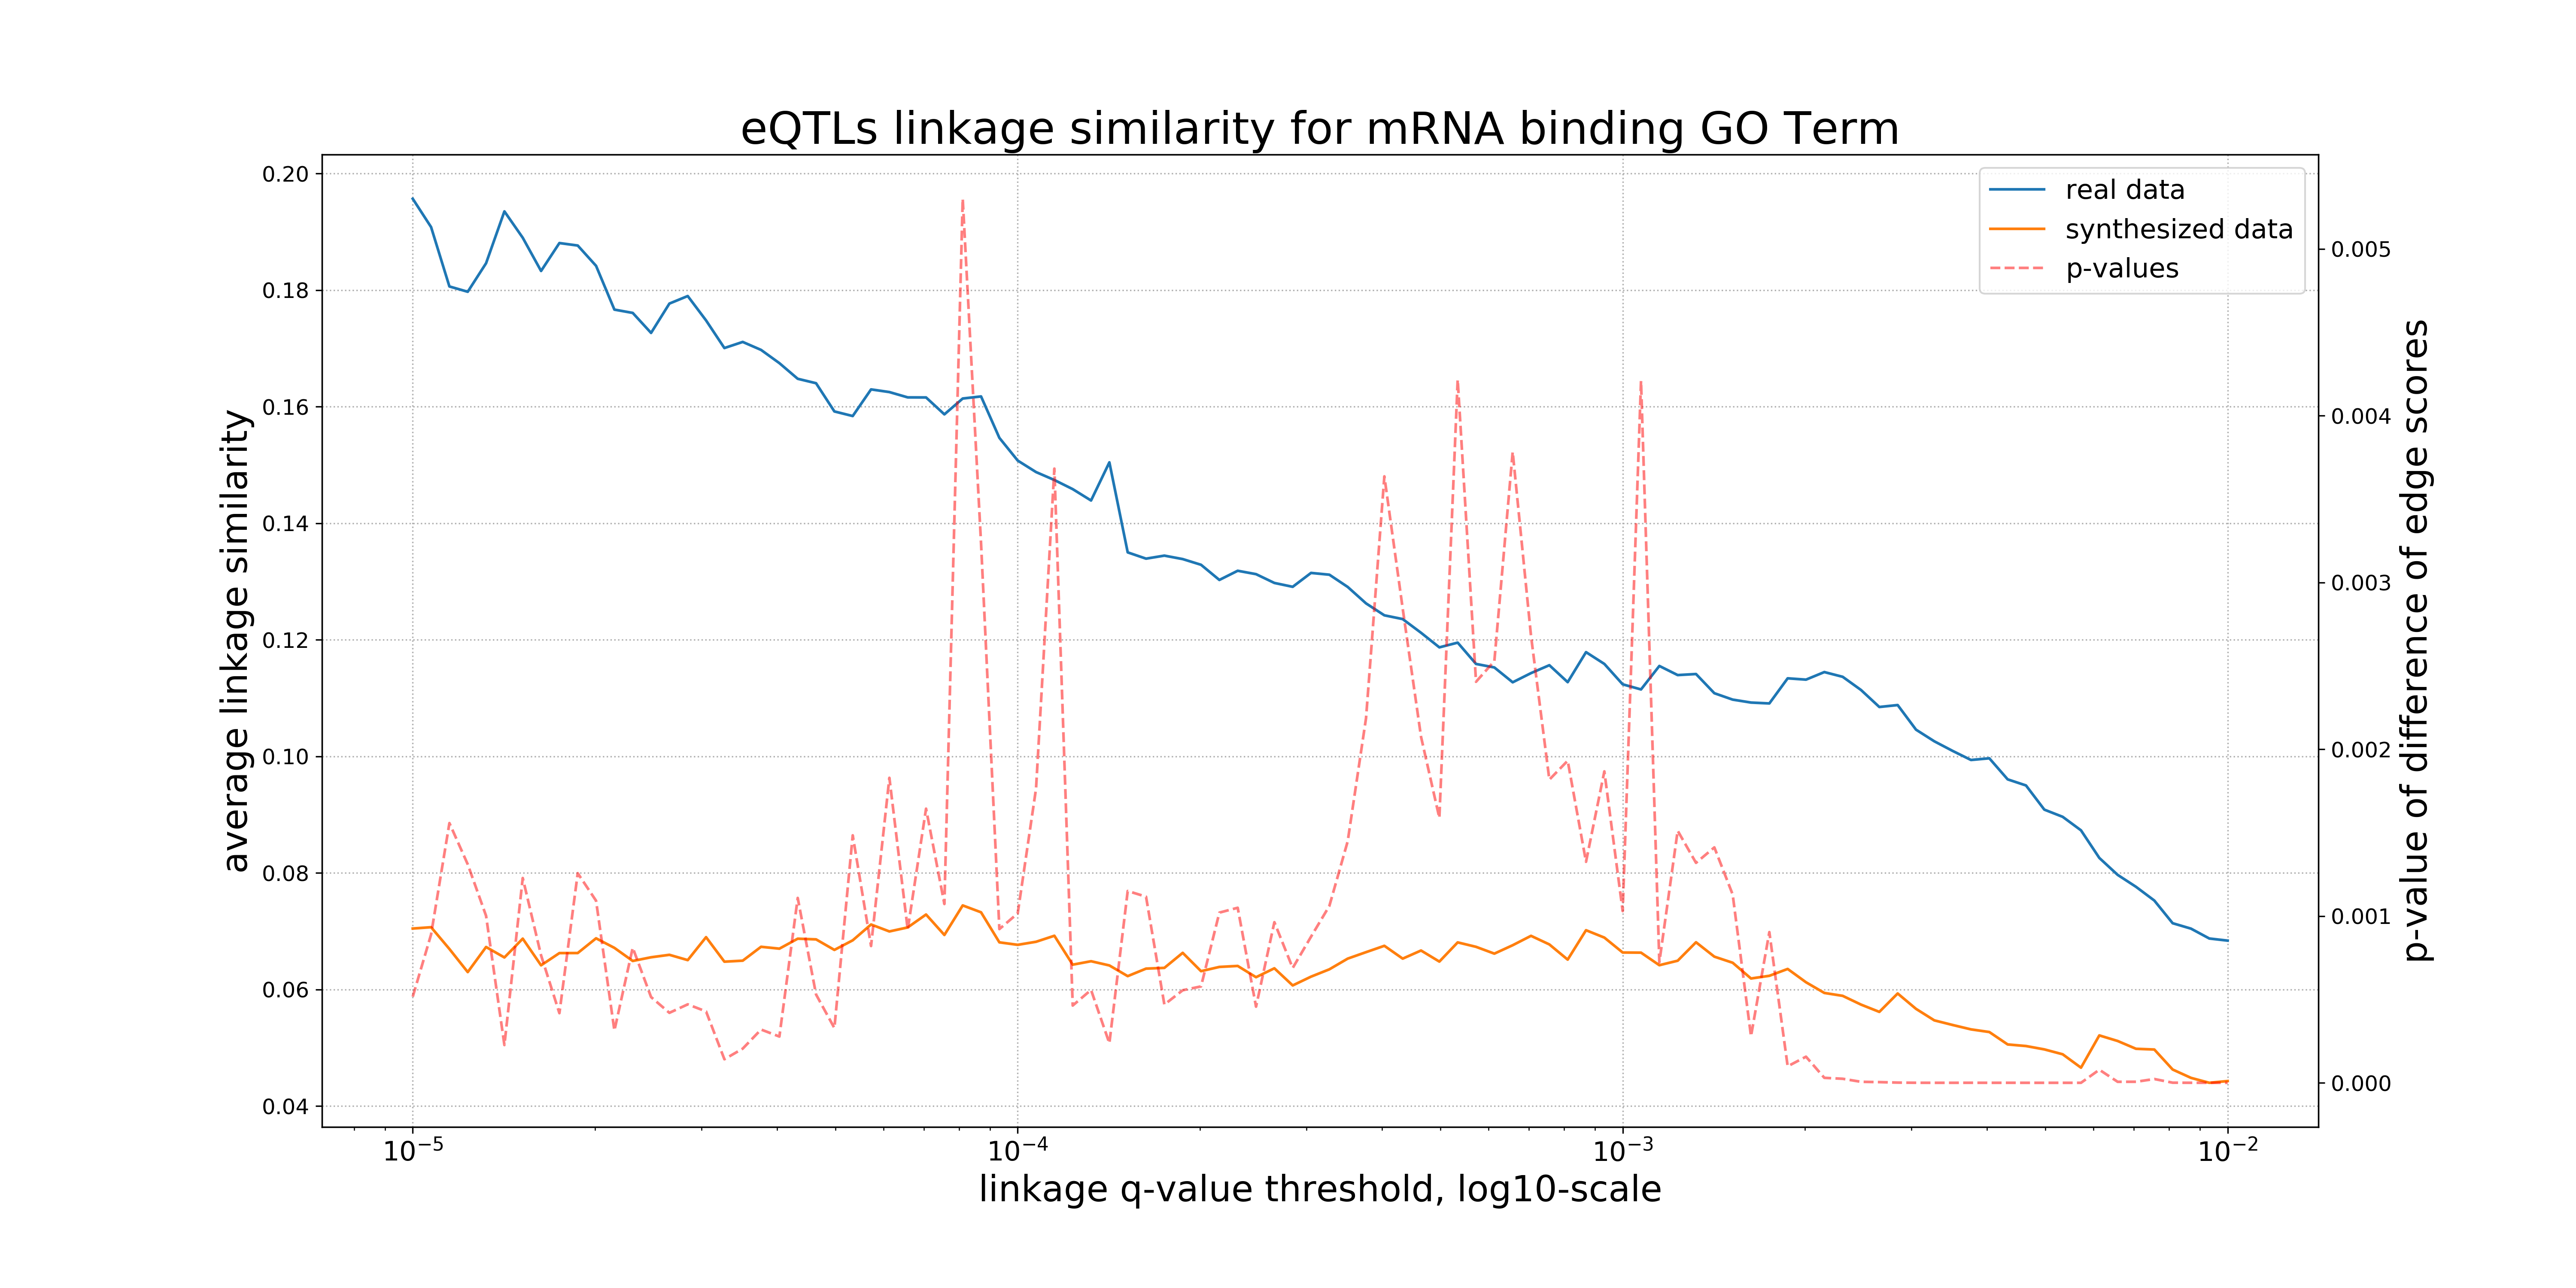 eQTLs linkage similarity for mRNA binding GO Term
real data
synthesized data
p-values
average linkage similarity
0.20
0.18
0.16
0.14
0.12
0.10
0.08
0.06
0.04
p-value of difference of edge scores
0.005
0.004
0.003
0.002
0.001
0.000
10⁻⁵ 10⁻⁴ 10⁻³ 10⁻²
linkage q-value threshold, log10-scale